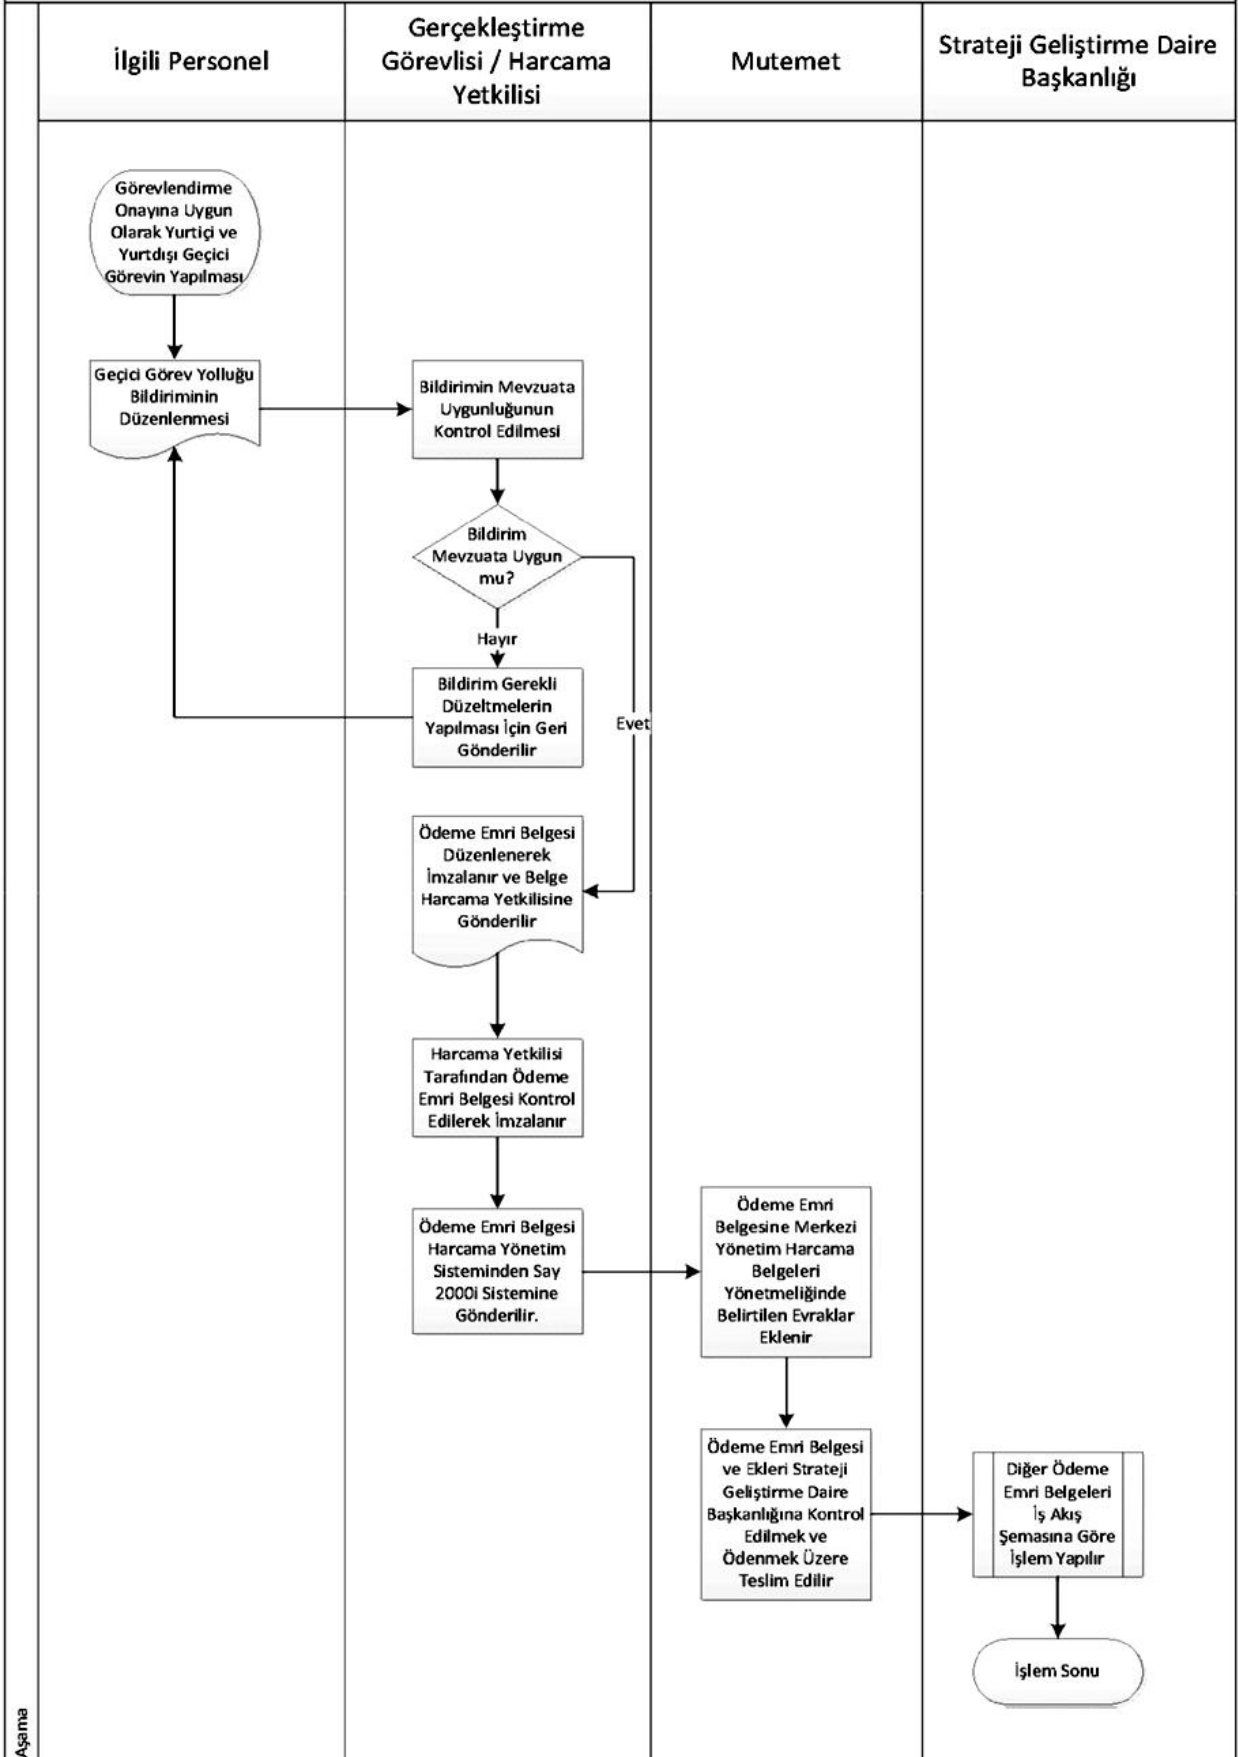 İlgili Personel
Gerçekleştirme
Görevlisi / Harcama
Yetkilisi
Mutemet
Strateji Geliştirme Daire
Başkanlığı
Görevlendirme
Onayına Uygun
Olarak Yurtiçi ve
Yurtdışı Geçici
Görevin Yapılması
Geçici Görev Yolluğu
Bildiriminin
Düzenlenmesi
Bildirimin Mevzuata
Uygunluğunun
Kontrol Edilmesi
Bildirim
Mevzuata Uygun
mu?
Hayır
Bildirim Gerekli
Düzeltmelerin
Yapılması İçin Geri
Gönderilir
Evet
Ödeme Emri Belgesi
Düzenlenerek
İmzalanır ve Belge
Harcama Yetkilisine
Gönderilir
Harcama Yetkilisi
Tarafından Ödeme
Emri Belgesi Kontrol
Edilerek İmzalanır
Ödeme Emri Belgesi
Harcama Yönetim
Sisteminden Say
2000i Sistemine
Gönderilir.
Ödeme Emri
Belgesine Merkezi
Yönetim Harcama
Belgeleri
Yönetmeliğinde
Belirtilen Evraklar
Eklenir
Ödeme Emri Belgesi
ve Ekleri Strateji
Geliştirme Daire
Başkanlığına Kontrol
Edilmek ve
Ödenmek Üzere
Teslim Edilir
Diğer Ödeme
Emri Belgeleri
İş Akış
Şemasına Göre
İşlem Yapılır
İşlem Sonu
Aşama